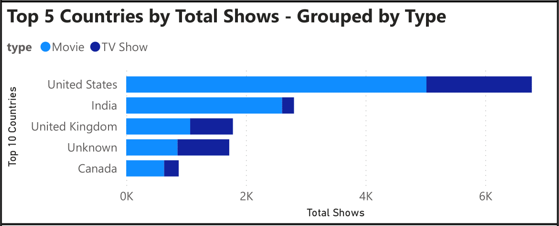 Top 5 Countries by Total Shows - Grouped by Type
type Movie TV Show
Top 10 Countries
United States
India
United Kingdom
Unknown
Canada
0K 2K 4K 6K
Total Shows